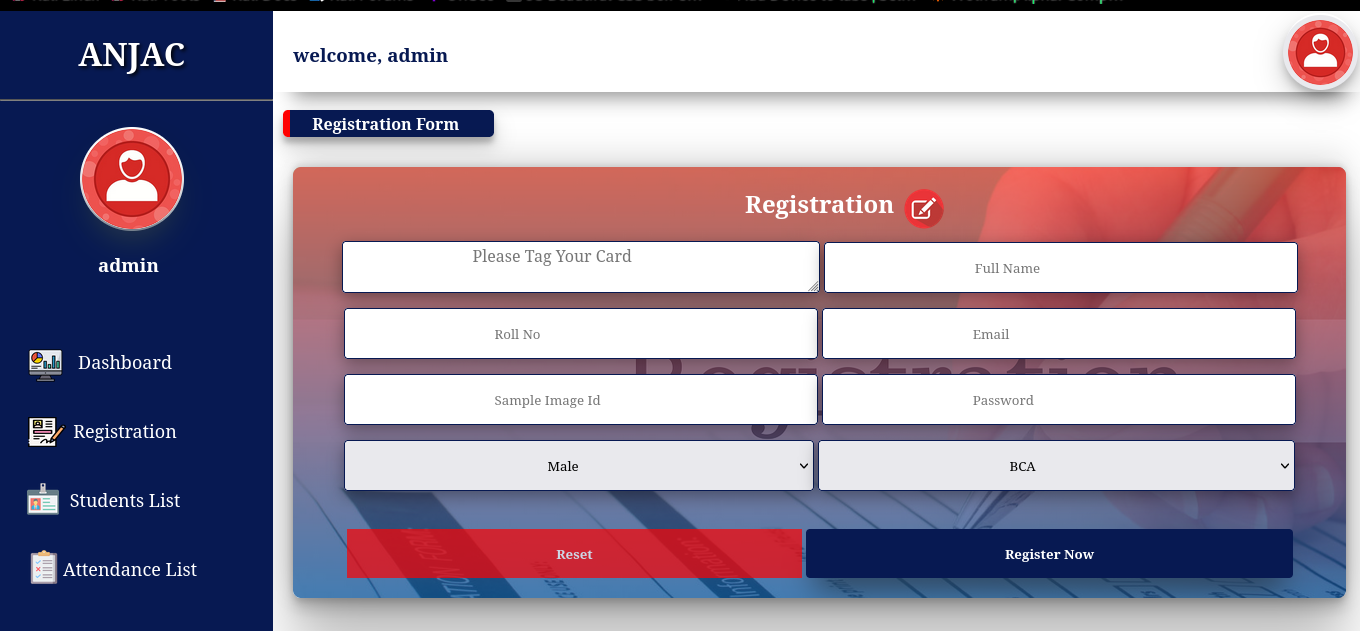 ANJAC
welcome, admin
Registration Form
admin
Dashboard
Registration
Students List
Attendance List
Registration
Please Tag Your Card
Full Name
Roll No
Email
Sample Image Id
Password
Male
BCA
Reset
Register Now
Registration